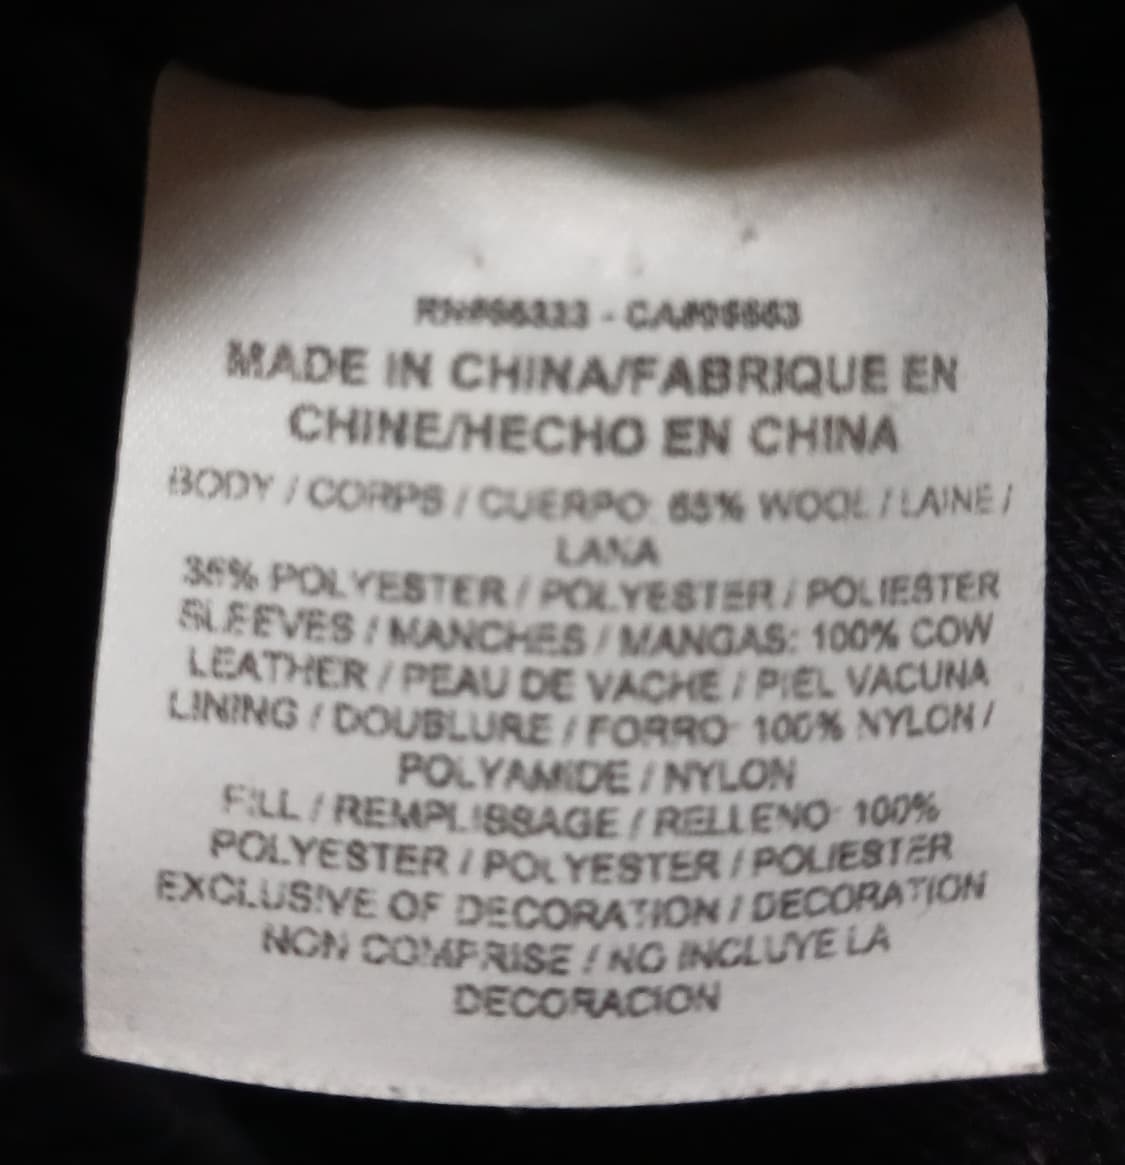 MADE IN CHINA/FABRIQUE EN
CHINE/HECHO EN CHINA
BODY / CORPS / CUERPO: 65% WOOL / LAINE /
LANA
35% POLYESTER / POLYESTER / POLIESTER
SLEEVES / MANCHES / MANGAS: 100% COW
LEATHER / PEAU DE VACHE / PIEL VACUNA
LINING / DOUBLURE / FORRO: 100% NYLON /
POLYAMIDE / NYLON
FILL / REMPLISSAGE / RELLENO: 100%
POLYESTER / POLYESTER / POLIESTER
EXCLUSIVE OF DECORATION / DECORATION
NON COMPRISE / NO INCLUYE LA
DECORACION